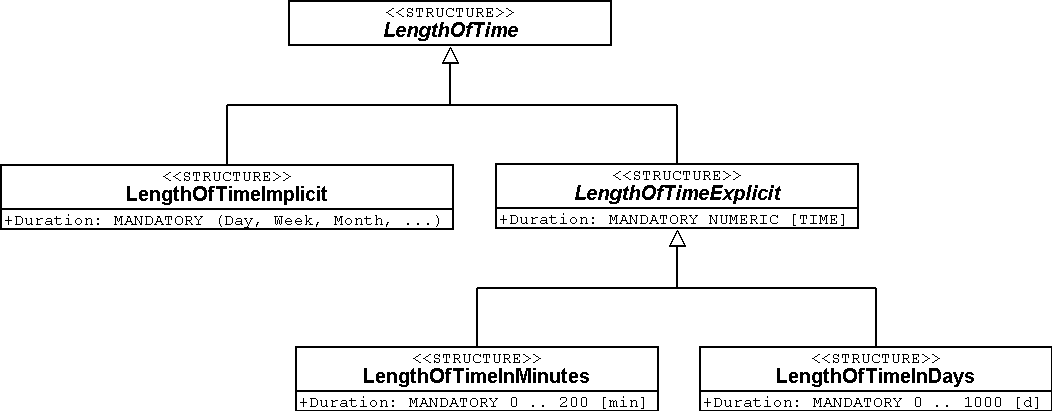 <<STRUCTURE>>
LengthOfTime
<<STRUCTURE>>
LengthOfTimeImplicit
+Duration: MANDATORY (Day, Week, Month, ...)
<<STRUCTURE>>
LengthOfTimeExplicit
+Duration: MANDATORY NUMERIC [TIME]
<<STRUCTURE>>
LengthOfTimeInMinutes
+Duration: MANDATORY 0 .. 200 [min]
<<STRUCTURE>>
LengthOfTimeInDays
+Duration: MANDATORY 0 .. 1000 [d]